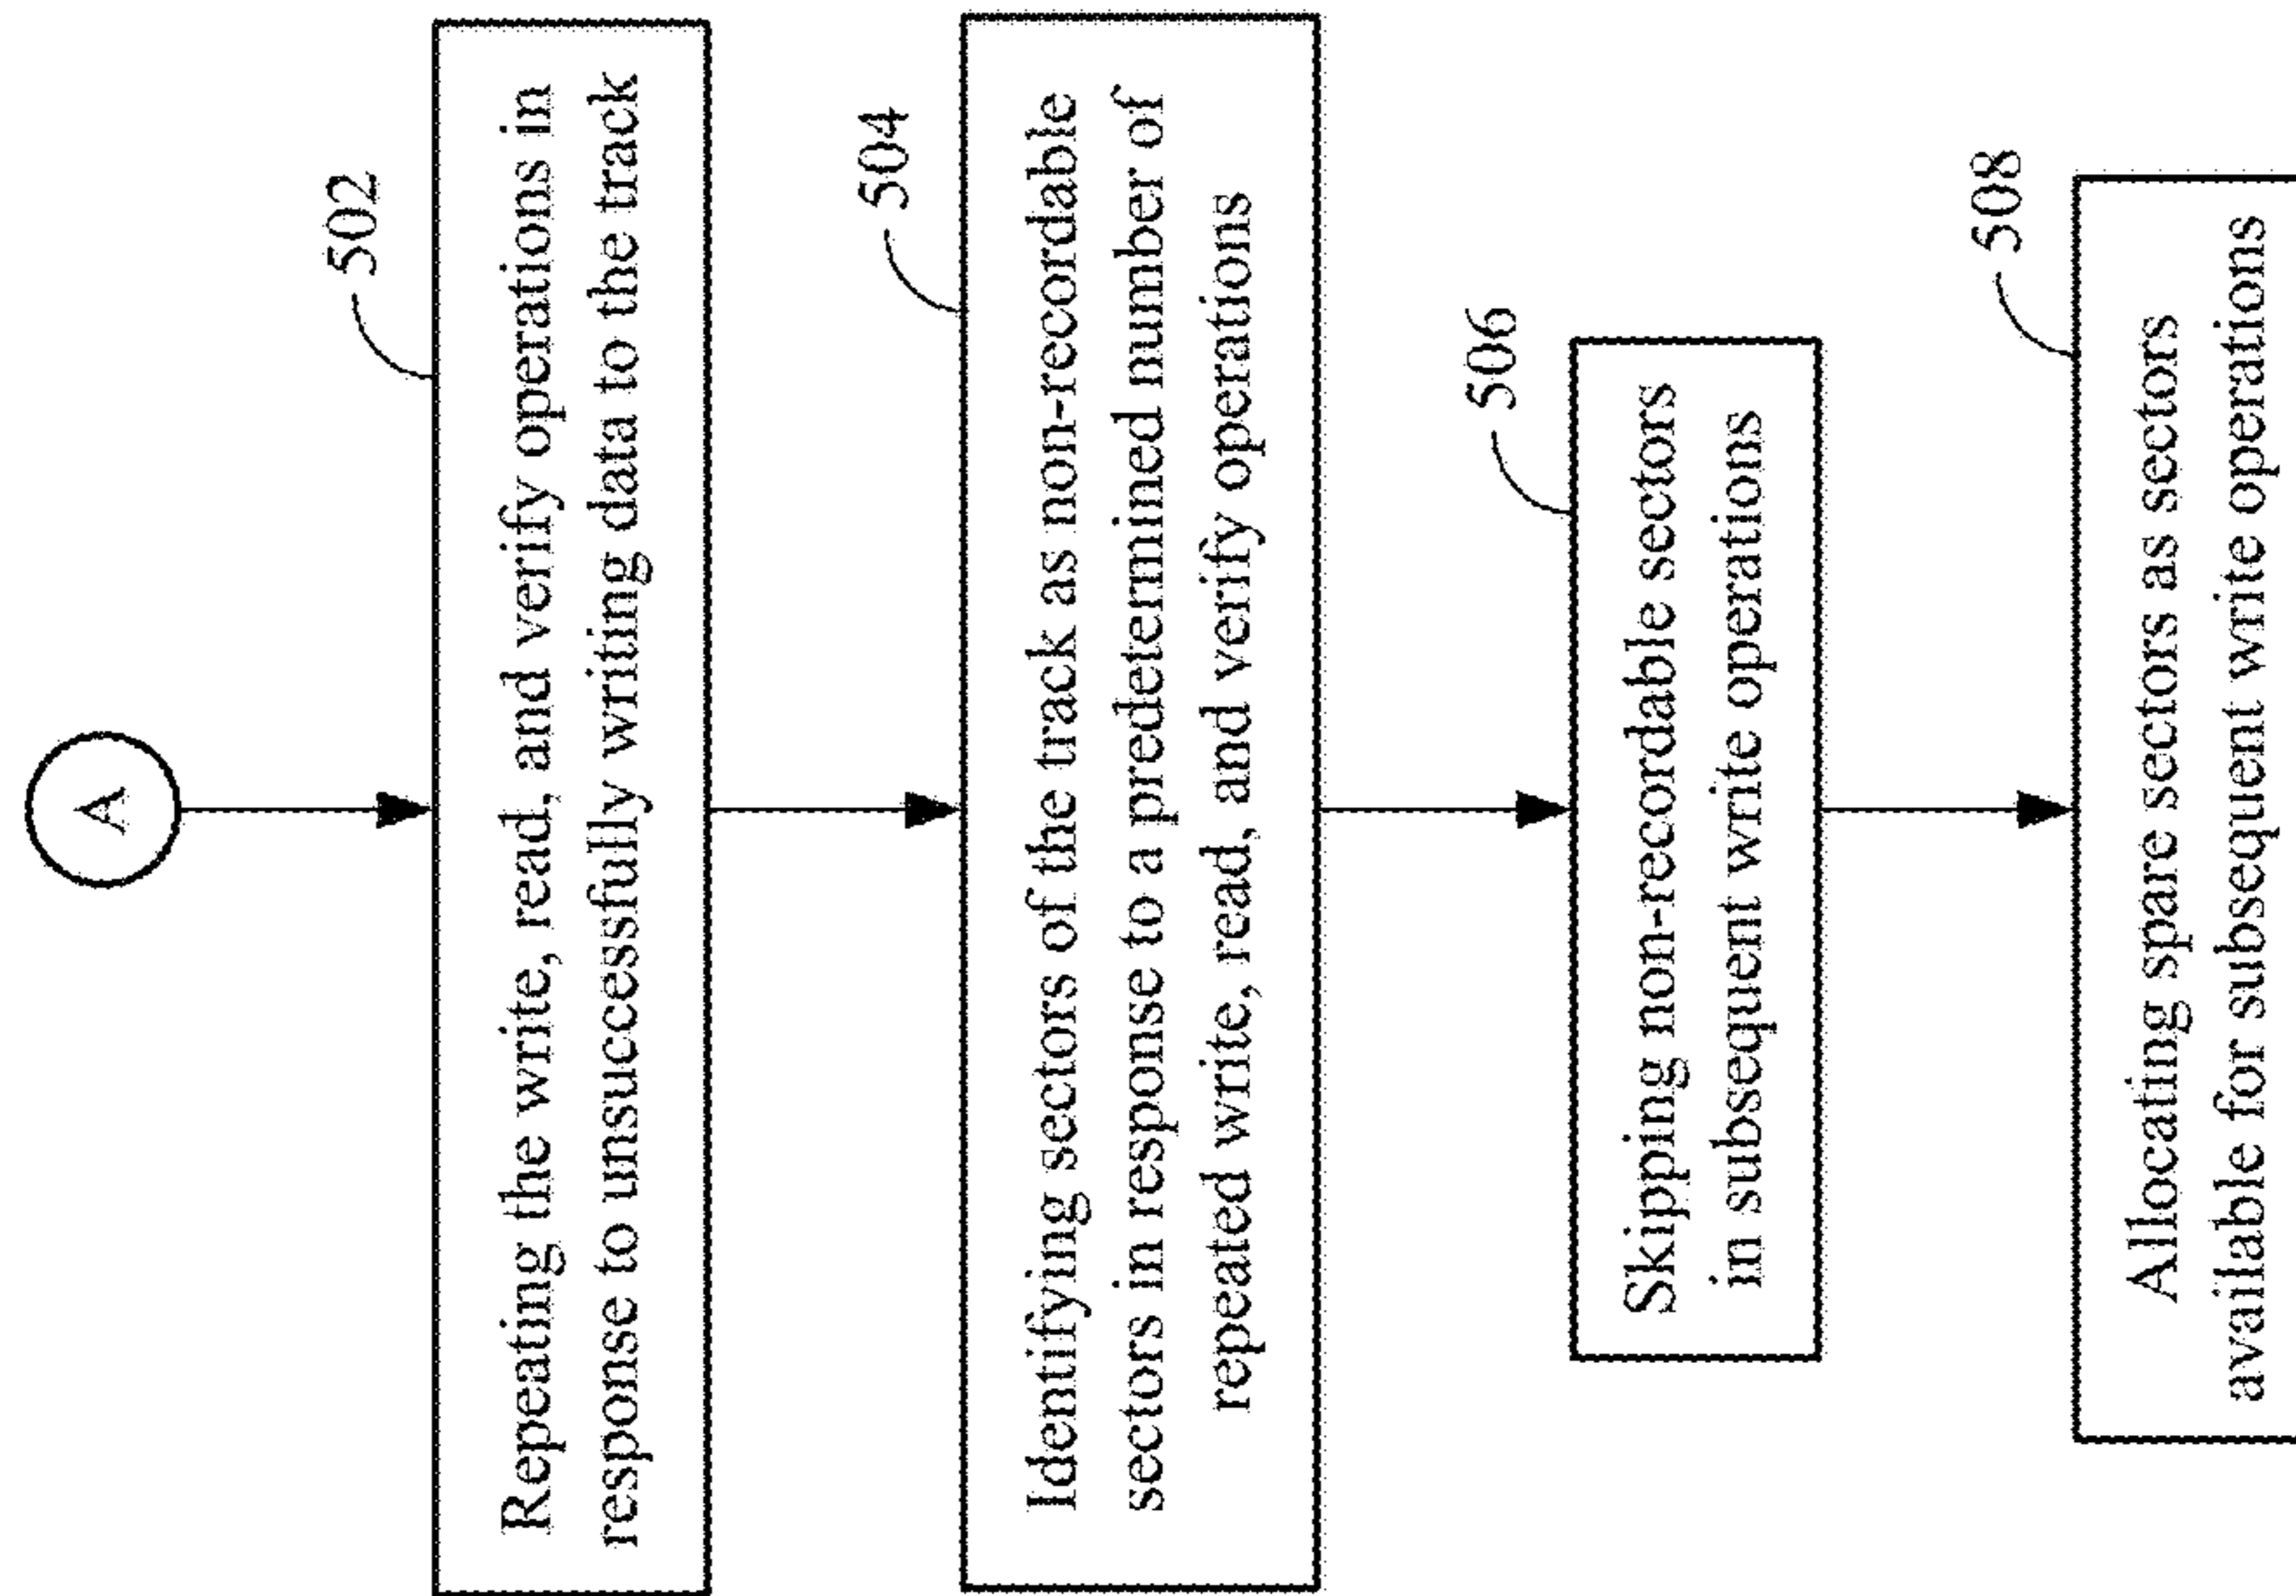 A
502
Repeating the write, read, and verify operations in
response to unsuccessfully writing data to the track
504
Identifying sectors of the track as non-recordable
sectors in response to a predetermined number of
repeated write, read, and verify operations
506
Skipping non-recordable sectors
in subsequent write operations
508
Allocating spare sectors as sectors
available for subsequent write operations